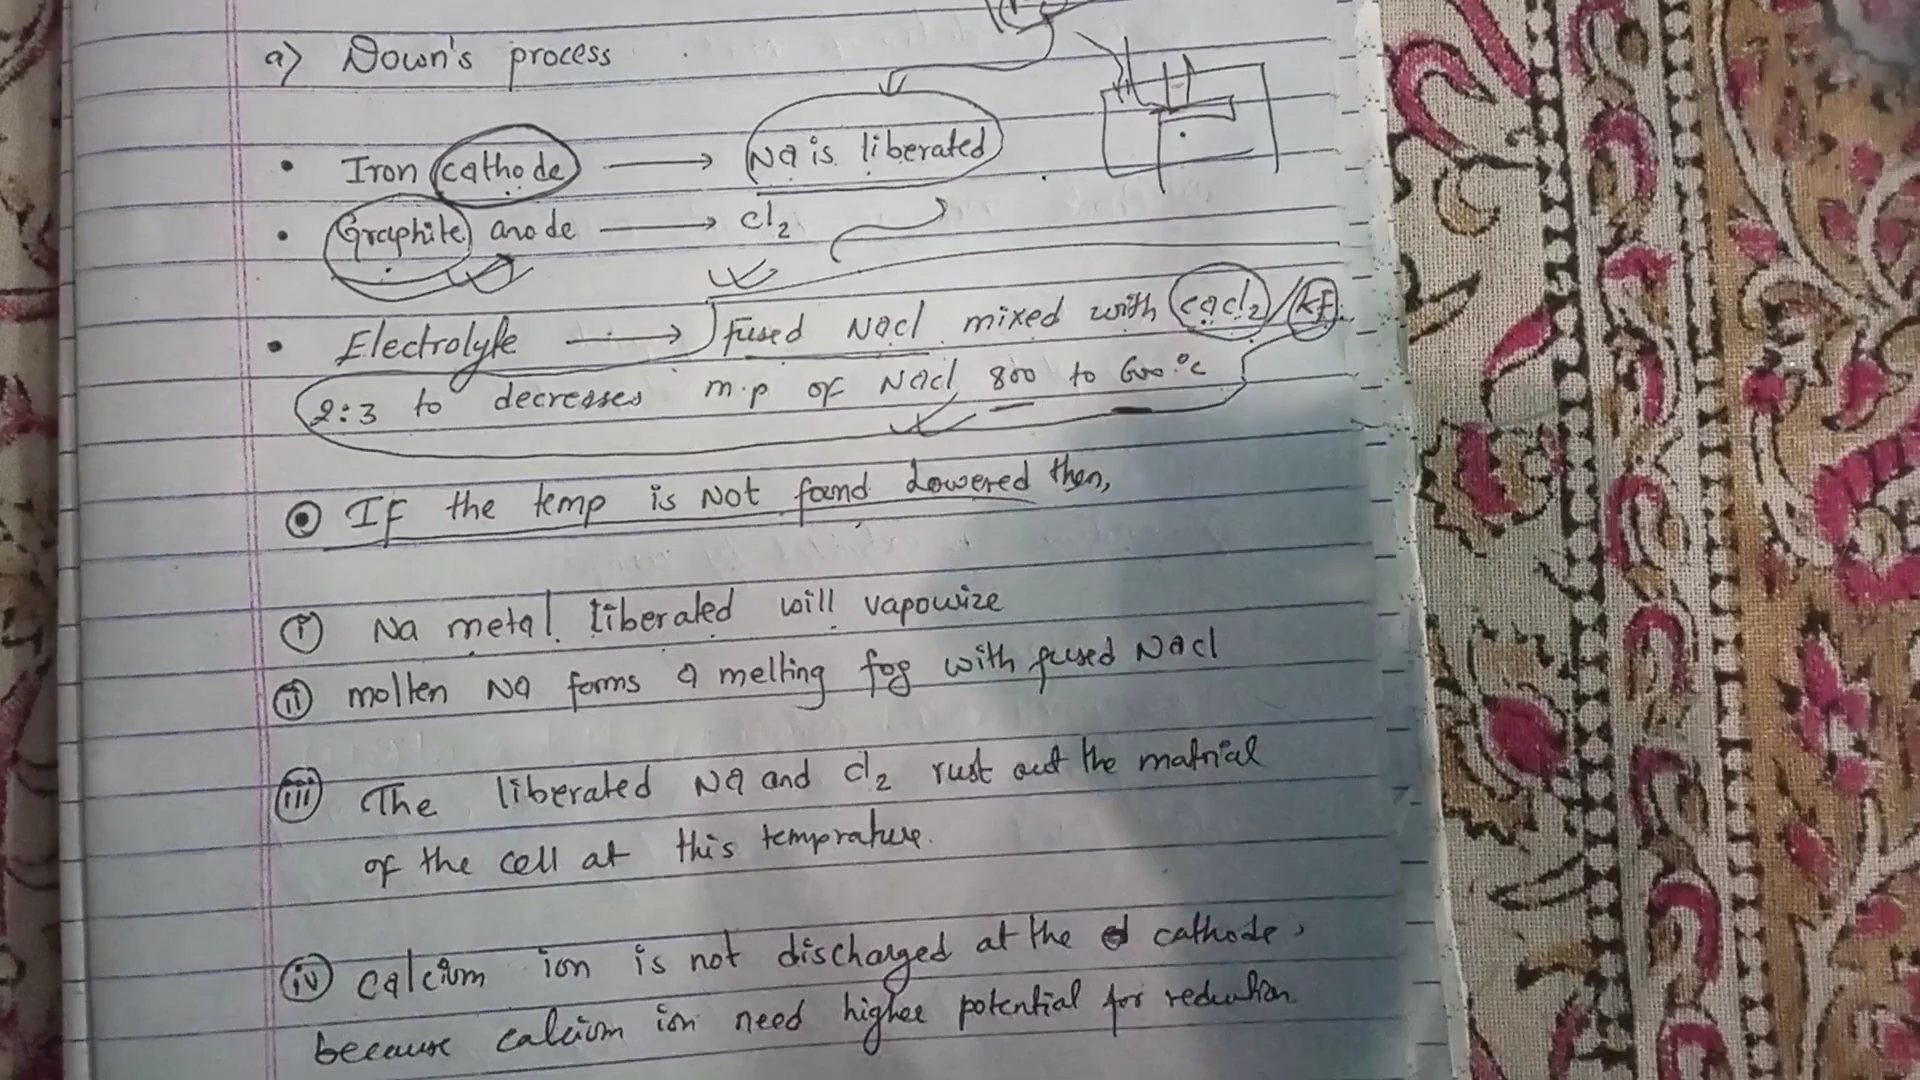 a) Down's process
• Iron cathode → Na is liberated
• Graphite anode → Cl2
• Electrolyte → fused NaCl mixed with CaCl2/KF.
2:3 to decreases m.p of NaCl 800 to 600°C
IF the temp is Not found Lowered then,
(i) Na metal liberated will vapourize
(ii) molten Na forms a melting fog with fused NaCl
(iii) The liberated Na and Cl2 rust out the matrial
of the cell at this temprature.
(iv) calcium ion is not discharged at the cathode,
because calcium ion need higher potential for reduction.